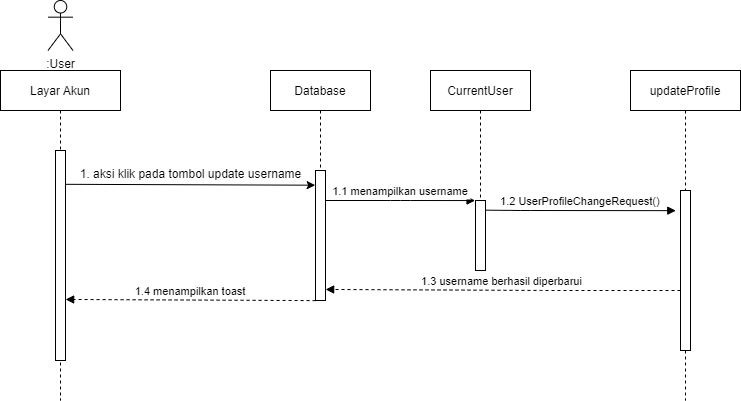 :User
Layar Akun
Database
CurrentUser
updateProfile
1. aksi klik pada tombol update username
1.1 menampilkan username
1.2 UserProfileChangeRequest()
1.3 username berhasil diperbarui
1.4 menampilkan toast